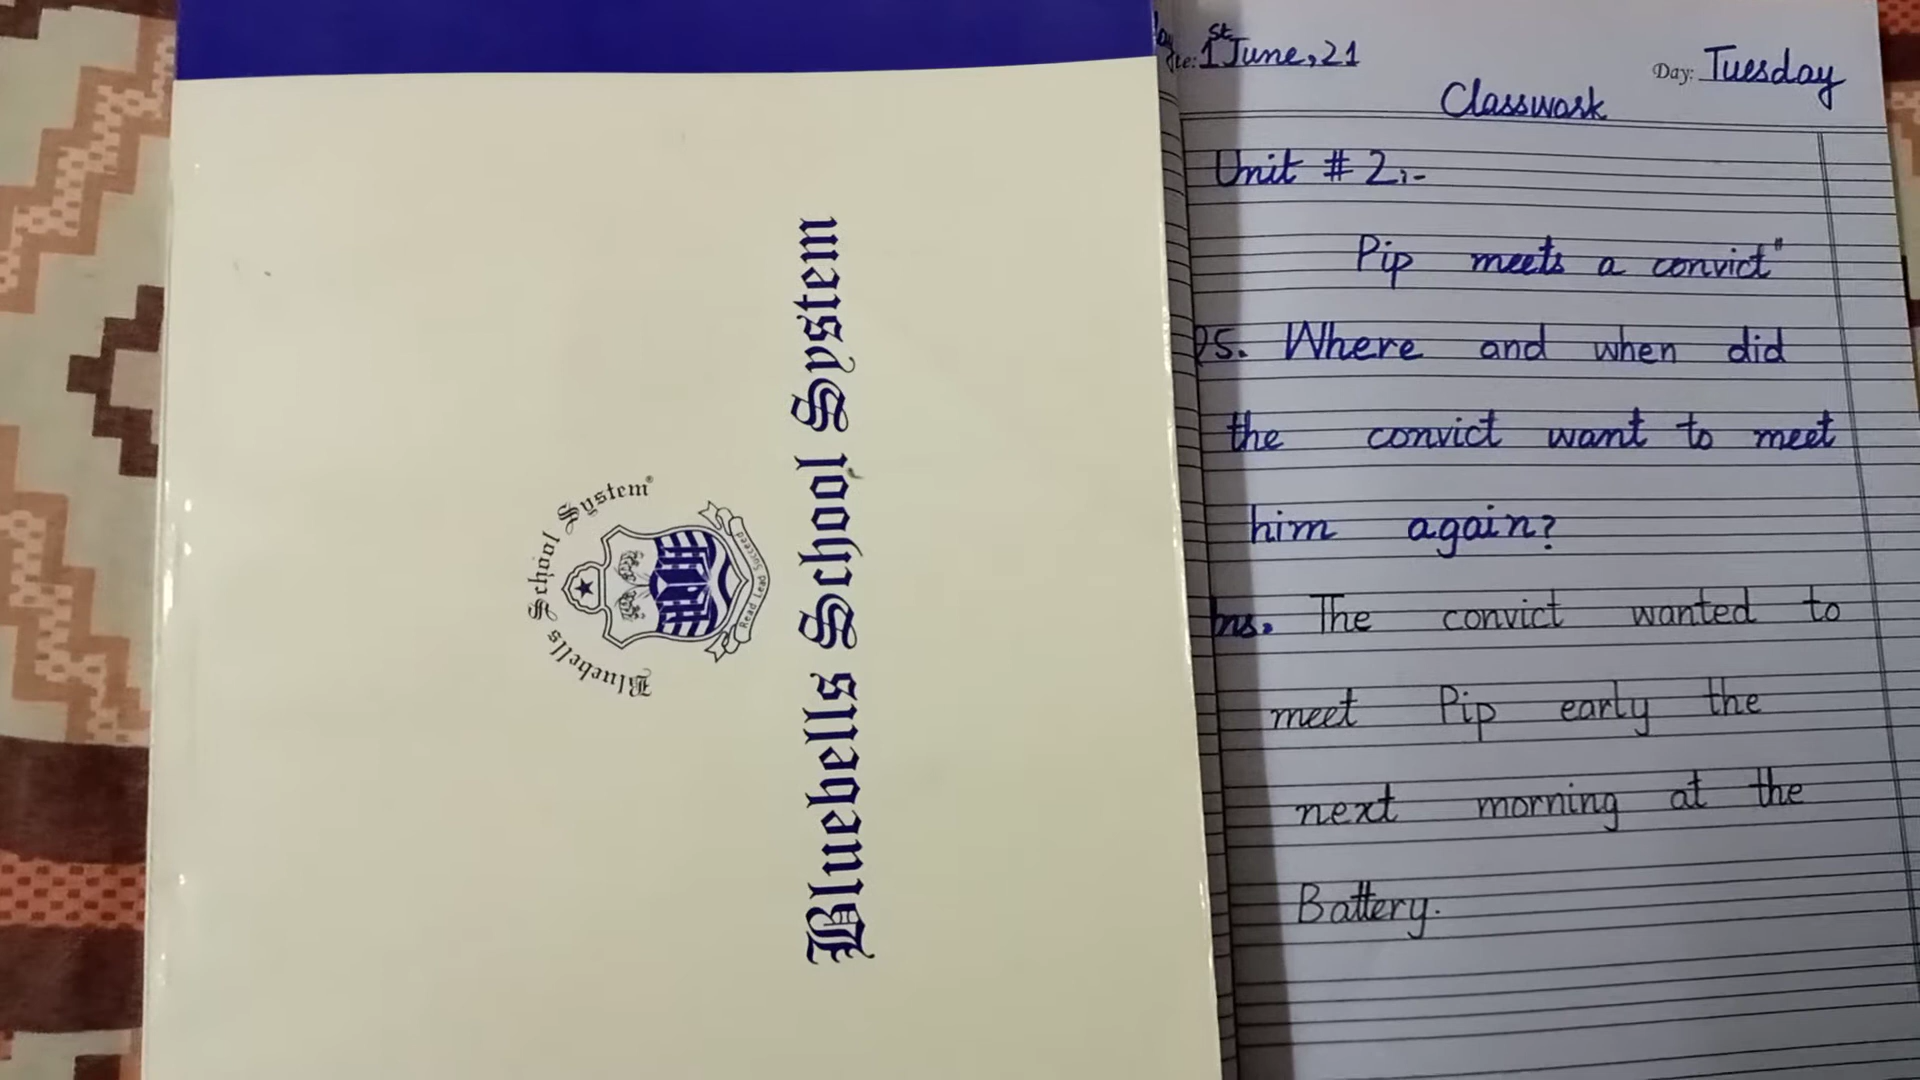 Bluebells School System
Bluebells School System®
Read Lead Succeed
1st June, 21
Day: Tuesday
Classwork
Unit # 2:-
Pip meets a convict"
Q5. Where and when did
the convict want to meet
him again?
Ans. The convict wanted to
meet Pip early the
next morning at the
Battery.